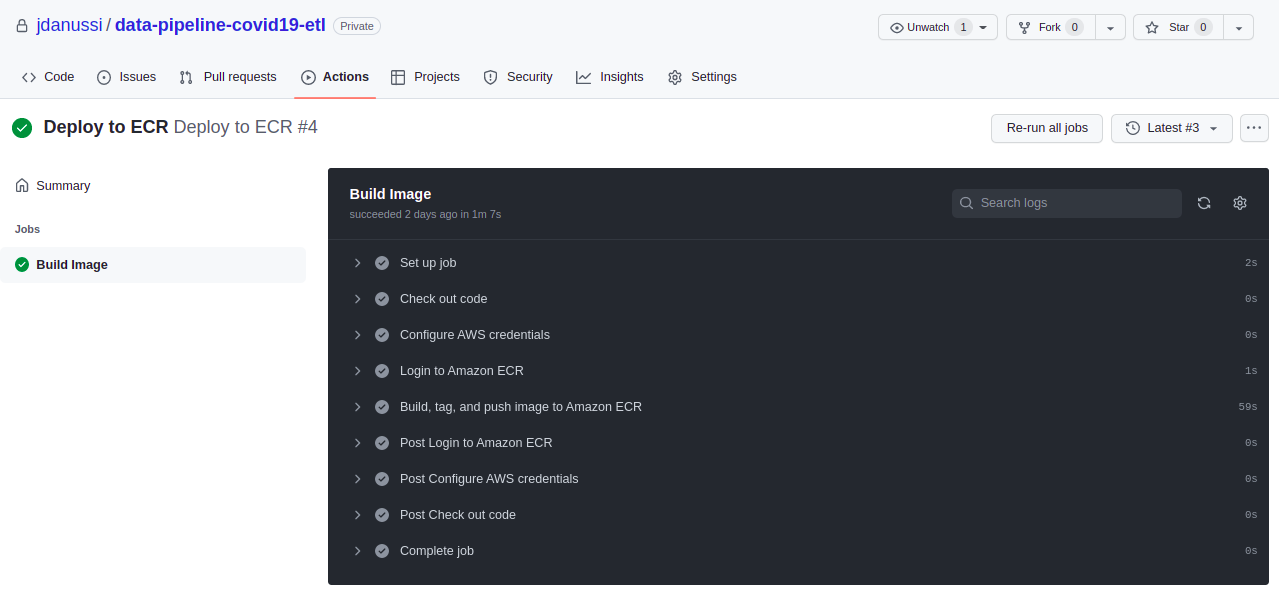 jdanussi / data-pipeline-covid19-etl Private Unwatch 1 Fork 0 Star 0
Code Issues Pull requests Actions Projects Security Insights Settings
Deploy to ECR Deploy to ECR #4 Re-run all jobs Latest #3
Summary
Jobs
Build Image
Build Image
succeeded 2 days ago in 1m 7s
Search logs
Set up job 2s
Check out code 0s
Configure AWS credentials 0s
Login to Amazon ECR 1s
Build, tag, and push image to Amazon ECR 59s
Post Login to Amazon ECR 0s
Post Configure AWS credentials 0s
Post Check out code 0s
Complete job 0s